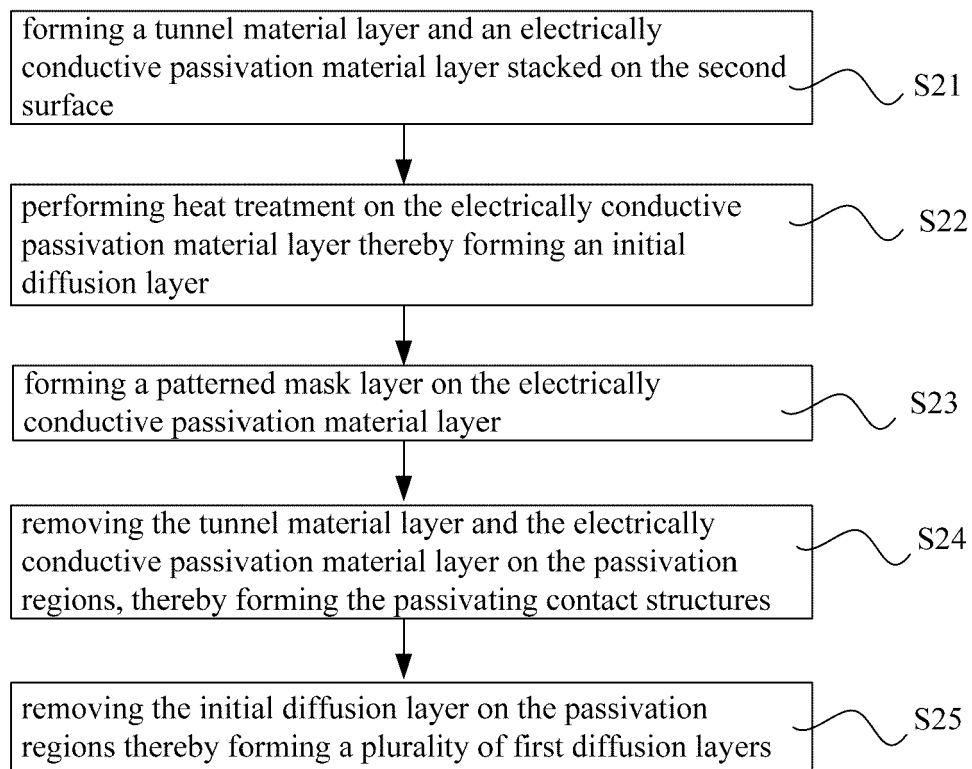 forming a tunnel material layer and an electrically
conductive passivation material layer stacked on the second
surface
S21
performing heat treatment on the electrically conductive
passivation material layer thereby forming an initial
diffusion layer
S22
forming a patterned mask layer on the electrically
conductive passivation material layer
S23
removing the tunnel material layer and the electrically
conductive passivation material layer on the passivation
regions, thereby forming the passivating contact structures
S24
removing the initial diffusion layer on the passivation
regions thereby forming a plurality of first diffusion layers
S25